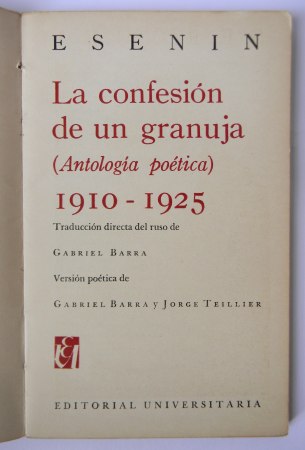 ESENIN
La confesión
de un granuja
(Antología poética)
1910 - 1925
Traducción directa del ruso de
GABRIEL BARRA
Versión poética de
GABRIEL BARRA Y JORGE TEILLIER
EDITORIAL UNIVERSITARIA